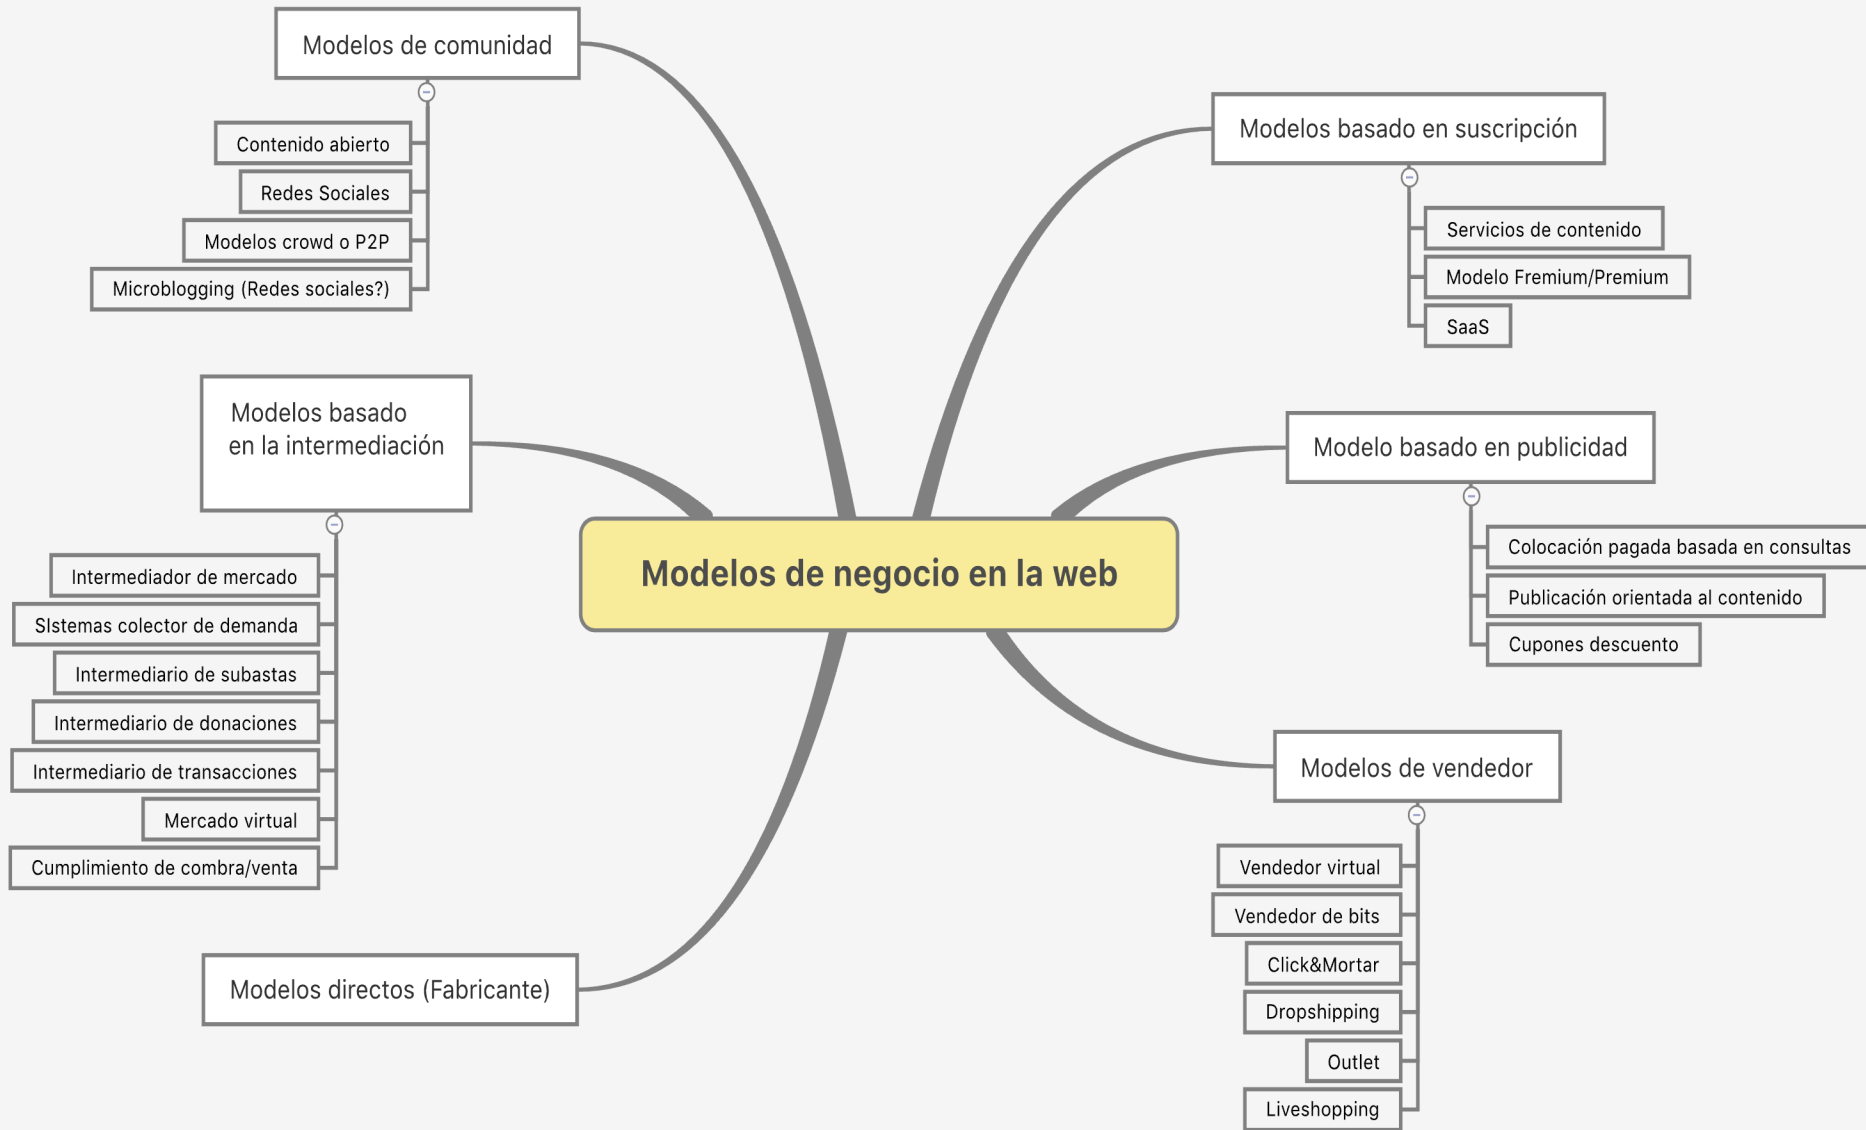 Modelos de comunidad
Contenido abierto
Redes Sociales
Modelos crowd o P2P
Microblogging (Redes sociales?)
Modelos basado
en la intermediación
Intermediador de mercado
SIstemas colector de demanda
Intermediario de subastas
Intermediario de donaciones
Intermediario de transacciones
Mercado virtual
Cumplimiento de combra/venta
Modelos directos (Fabricante)
Modelos de negocio en la web
Modelos basado en suscripción
Servicios de contenido
Modelo Fremium/Premium
SaaS
Modelo basado en publicidad
Colocación pagada basada en consultas
Publicación orientada al contenido
Cupones descuento
Modelos de vendedor
Vendedor virtual
Vendedor de bits
Click&Mortar
Dropshipping
Outlet
Liveshopping